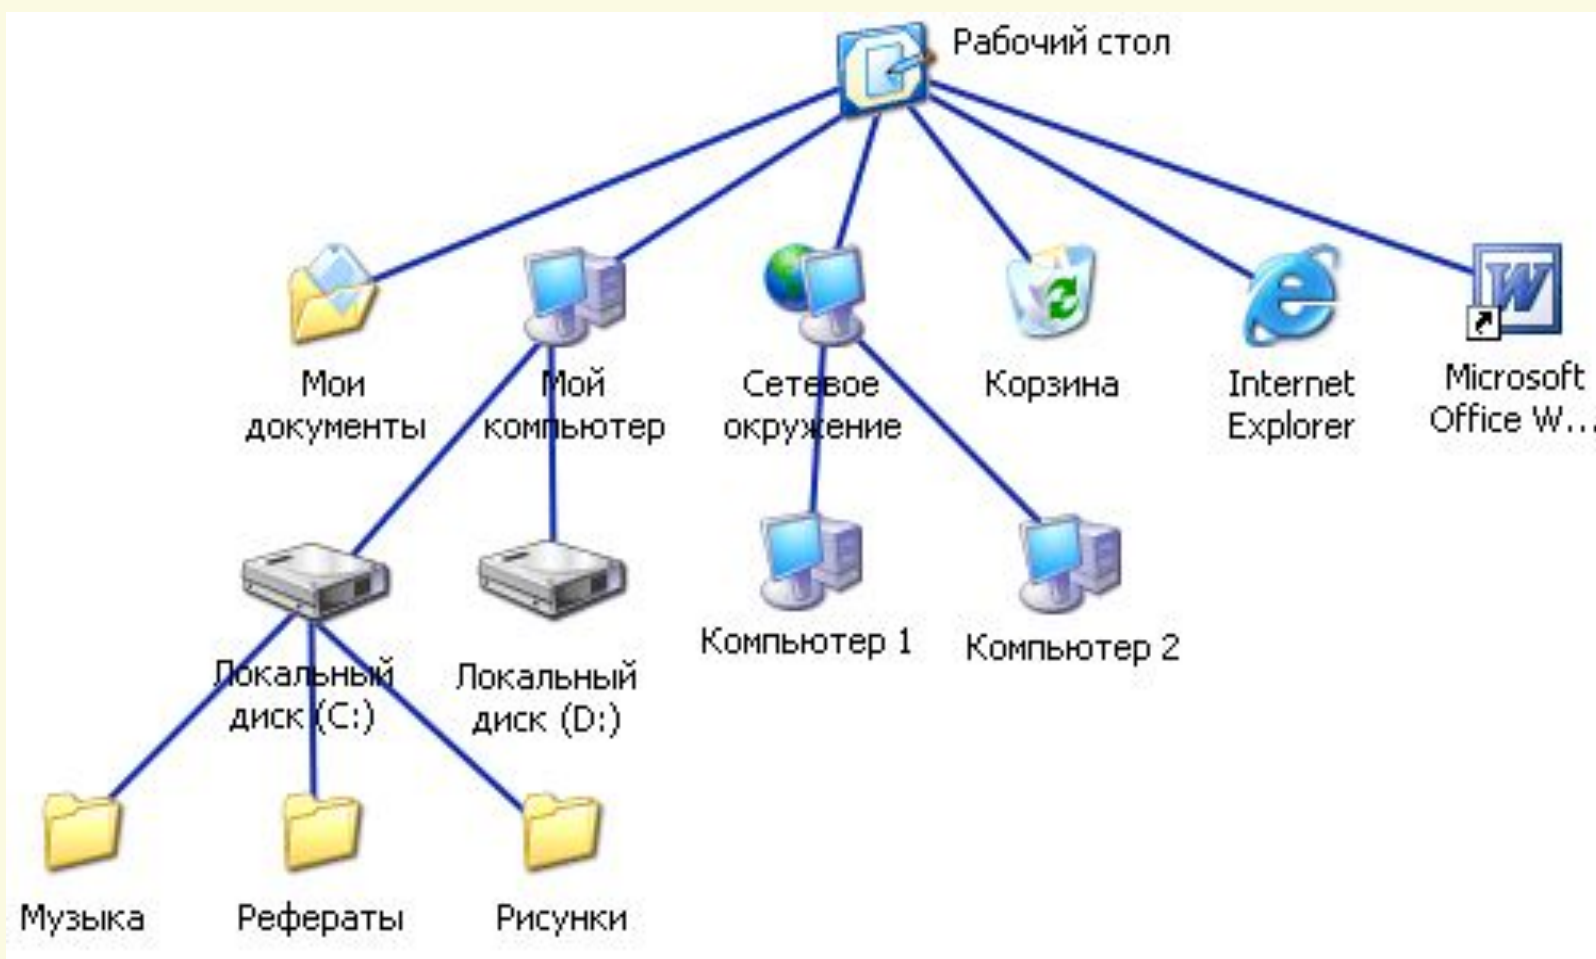 Рабочий стол
Мои
документы
Мой
компьютер
Сетевое
окружение
Корзина
Internet
Explorer
Microsoft
Office W...
Локальный
диск (C:)
Локальный
диск (D:)
Компьютер 1
Компьютер 2
Музыка
Рефераты
Рисунки